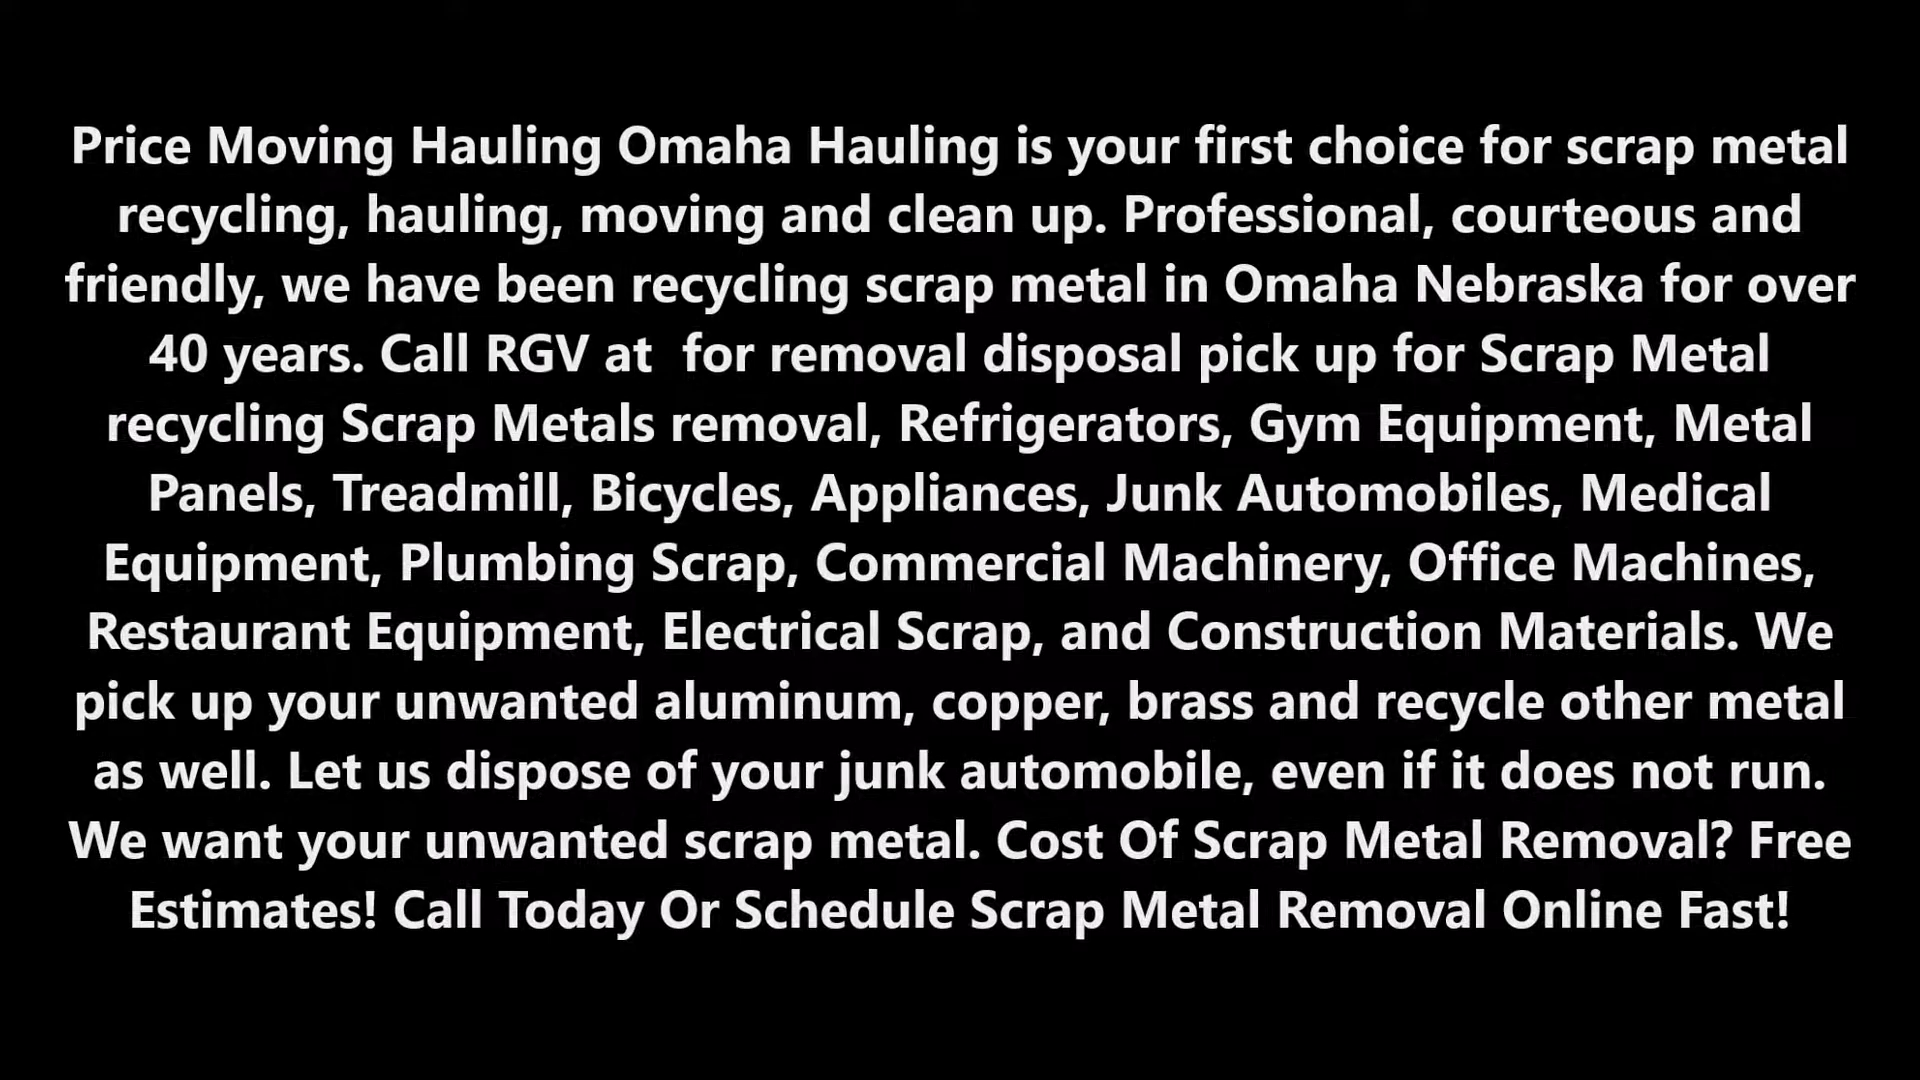 Price Moving Hauling Omaha Hauling is your first choice for scrap metal
recycling, hauling, moving and clean up. Professional, courteous and
friendly, we have been recycling scrap metal in Omaha Nebraska for over
40 years. Call RGV at  for removal disposal pick up for Scrap Metal
recycling Scrap Metals removal, Refrigerators, Gym Equipment, Metal
Panels, Treadmill, Bicycles, Appliances, Junk Automobiles, Medical
Equipment, Plumbing Scrap, Commercial Machinery, Office Machines,
Restaurant Equipment, Electrical Scrap, and Construction Materials. We
pick up your unwanted aluminum, copper, brass and recycle other metal
as well. Let us dispose of your junk automobile, even if it does not run.
We want your unwanted scrap metal. Cost Of Scrap Metal Removal? Free
Estimates! Call Today Or Schedule Scrap Metal Removal Online Fast!